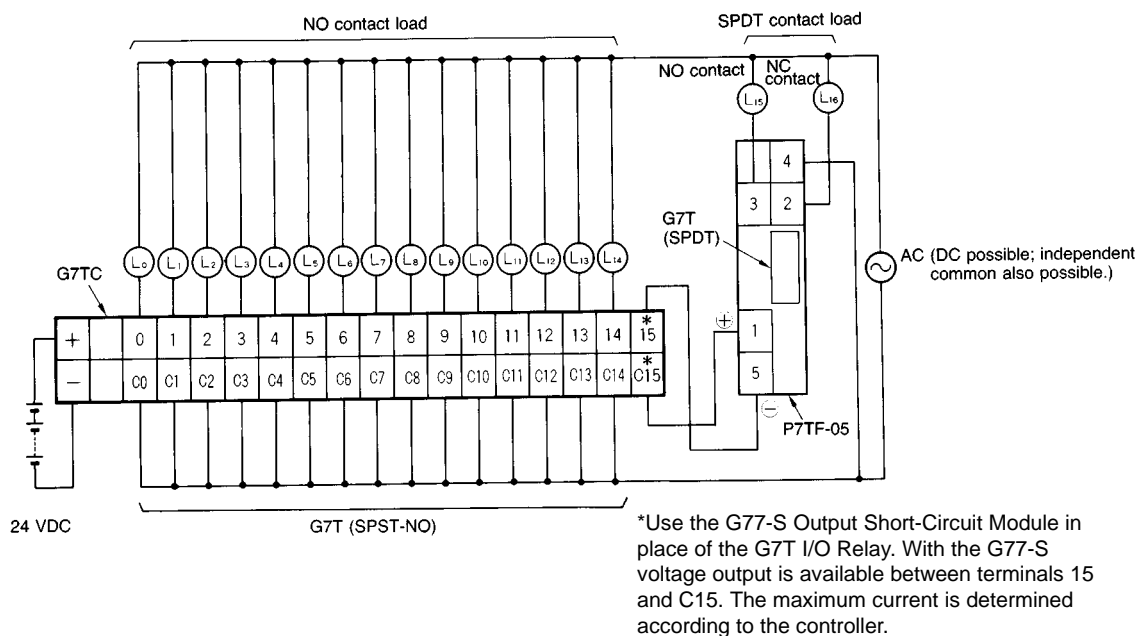 NO contact load
SPDT contact load
NO contact
NC contact
L15
L16
4
3 2
G7T
(SPDT)
AC (DC possible; independent
common also possible.)
L0 L1 L2 L3 L4 L5 L6 L7 L8 L9 L10 L11 L12 L13 L14
G7TC
+ 0 1 2 3 4 5 6 7 8 9 10 11 12 13 14 *15
− C0 C1 C2 C3 C4 C5 C6 C7 C8 C9 C10 C11 C12 C13 C14 *C15
+
1
5
−
P7TF-05
24 VDC
G7T (SPST-NO)
*Use the G77-S Output Short-Circuit Module in
place of the G7T I/O Relay. With the G77-S
voltage output is available between terminals 15
and C15. The maximum current is determined
according to the controller.